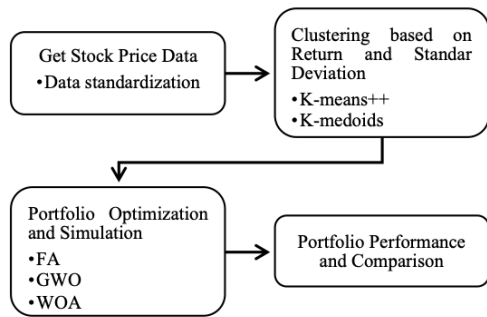 Get Stock Price Data
•Data standardization
Clustering based on
Return and Standar
Deviation
•K-means++
•K-medoids
Portfolio Optimization
and Simulation
•FA
•GWO
•WOA
Portfolio Performance
and Comparison